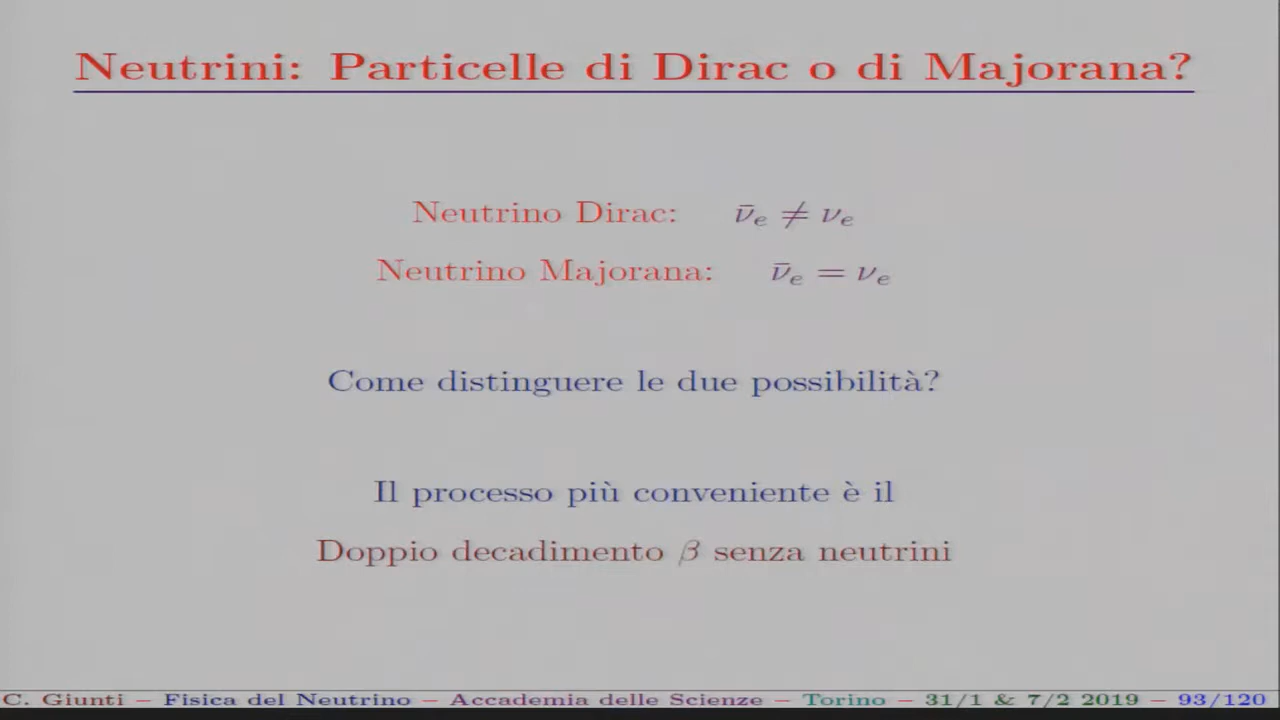 Neutrini: Particelle di Dirac o di Majorana?
Neutrino Dirac: ν̄ₑ ≠ νₑ
Neutrino Majorana: ν̄ₑ = νₑ
Come distinguere le due possibilità?
Il processo più conveniente è il
Doppio decadimento β senza neutrini
C. Giunti – Fisica del Neutrino – Accademia delle Scienze – Torino – 31/1 & 7/2 2019 – 93/120